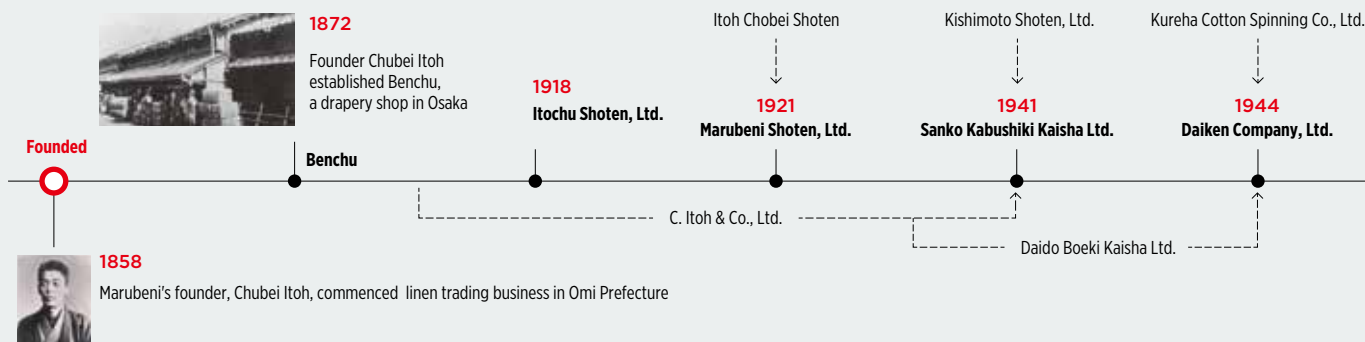 Founded
1858
Marubeni's founder, Chubei Itoh, commenced linen trading business in Omi Prefecture
1872
Founder Chubei Itoh
established Benchu,
a drapery shop in Osaka
Benchu
1918
Itochu Shoten, Ltd.
Itoh Chobei Shoten
1921
Marubeni Shoten, Ltd.
C. Itoh & Co., Ltd.
Kishimoto Shoten, Ltd.
1941
Sanko Kabushiki Kaisha Ltd.
Daido Boeki Kaisha Ltd.
Kureha Cotton Spinning Co., Ltd.
1944
Daiken Company, Ltd.